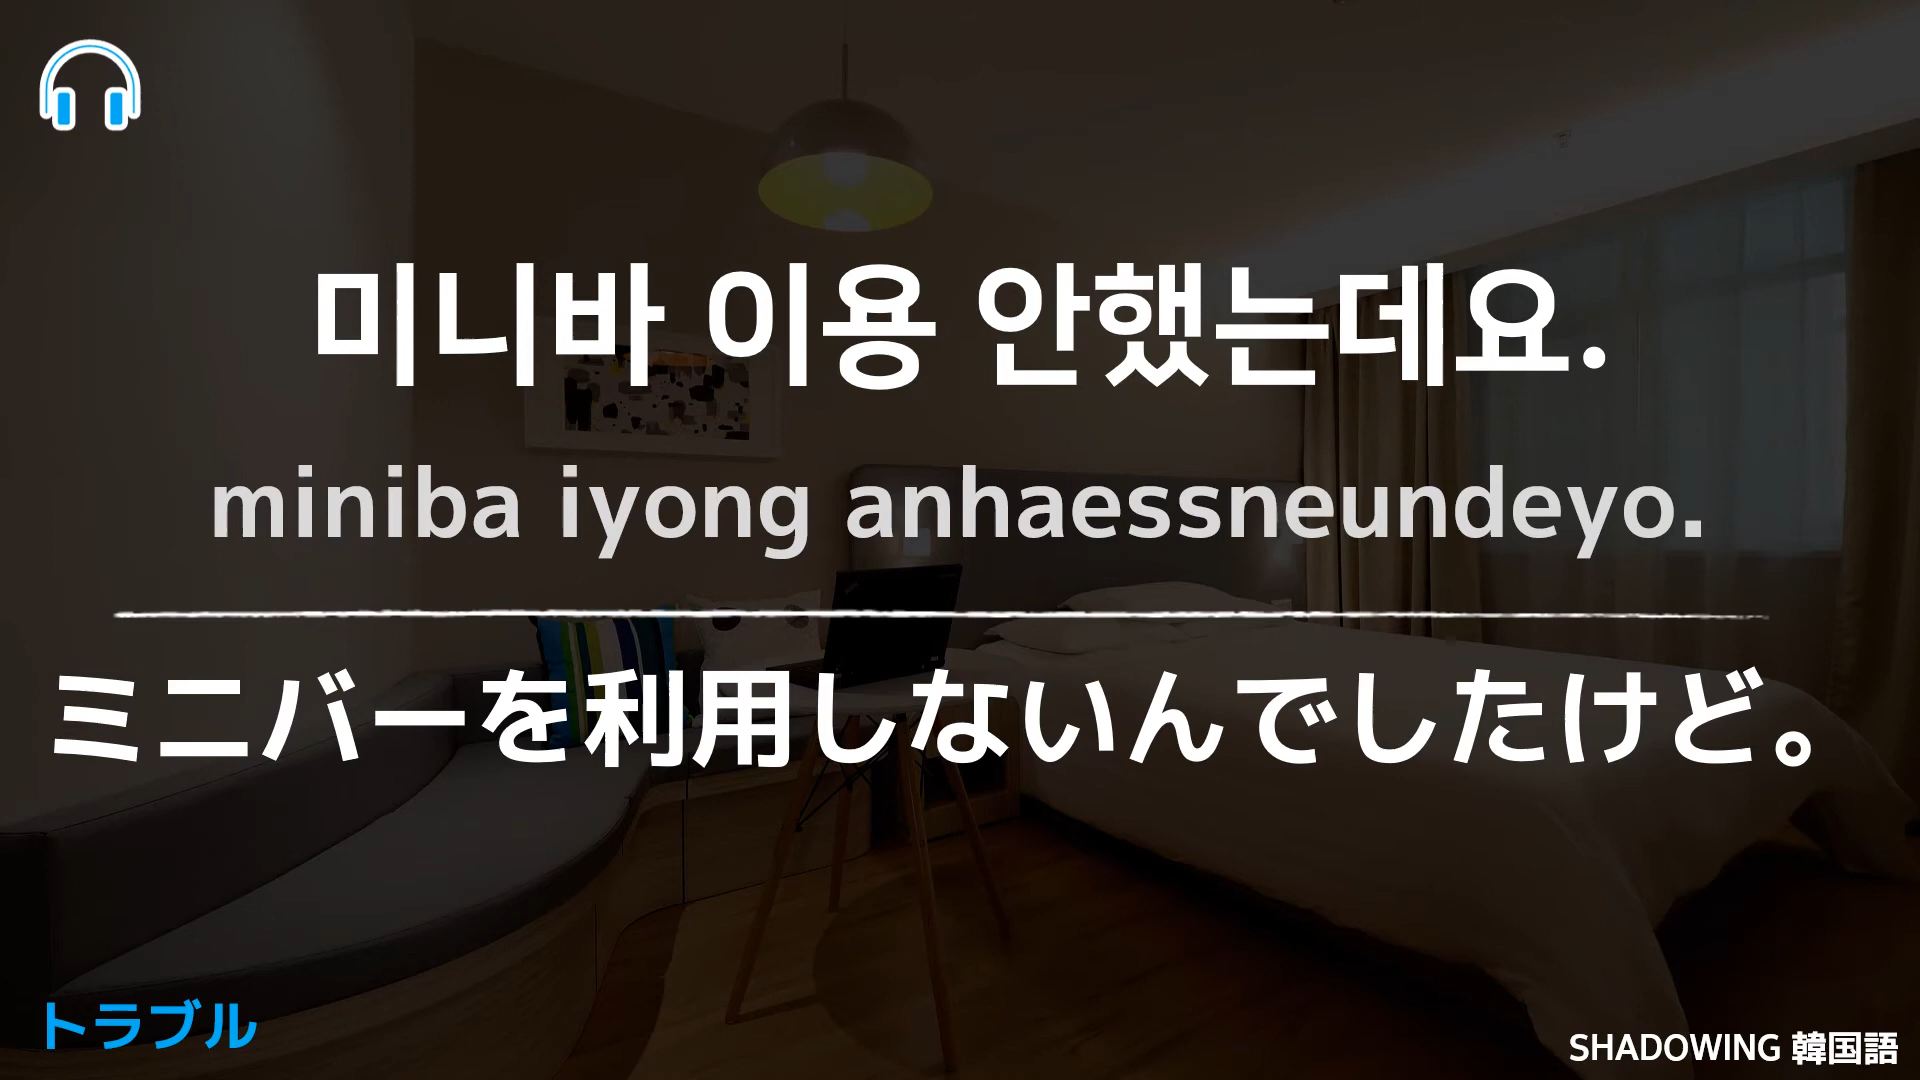 미니바 이용 안했는데요.
miniba iyong anhaessneundeyo.
ミニバーを利用しないんでしたけど。
トラブル
SHADOWING 韓国語